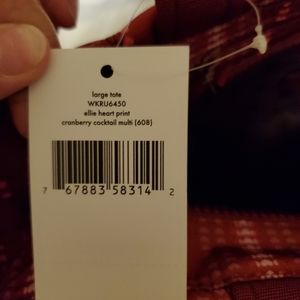 large tote
WKRU6450
ellie heart print
cranberry cocktail multi (608)
7 67883 58314 2